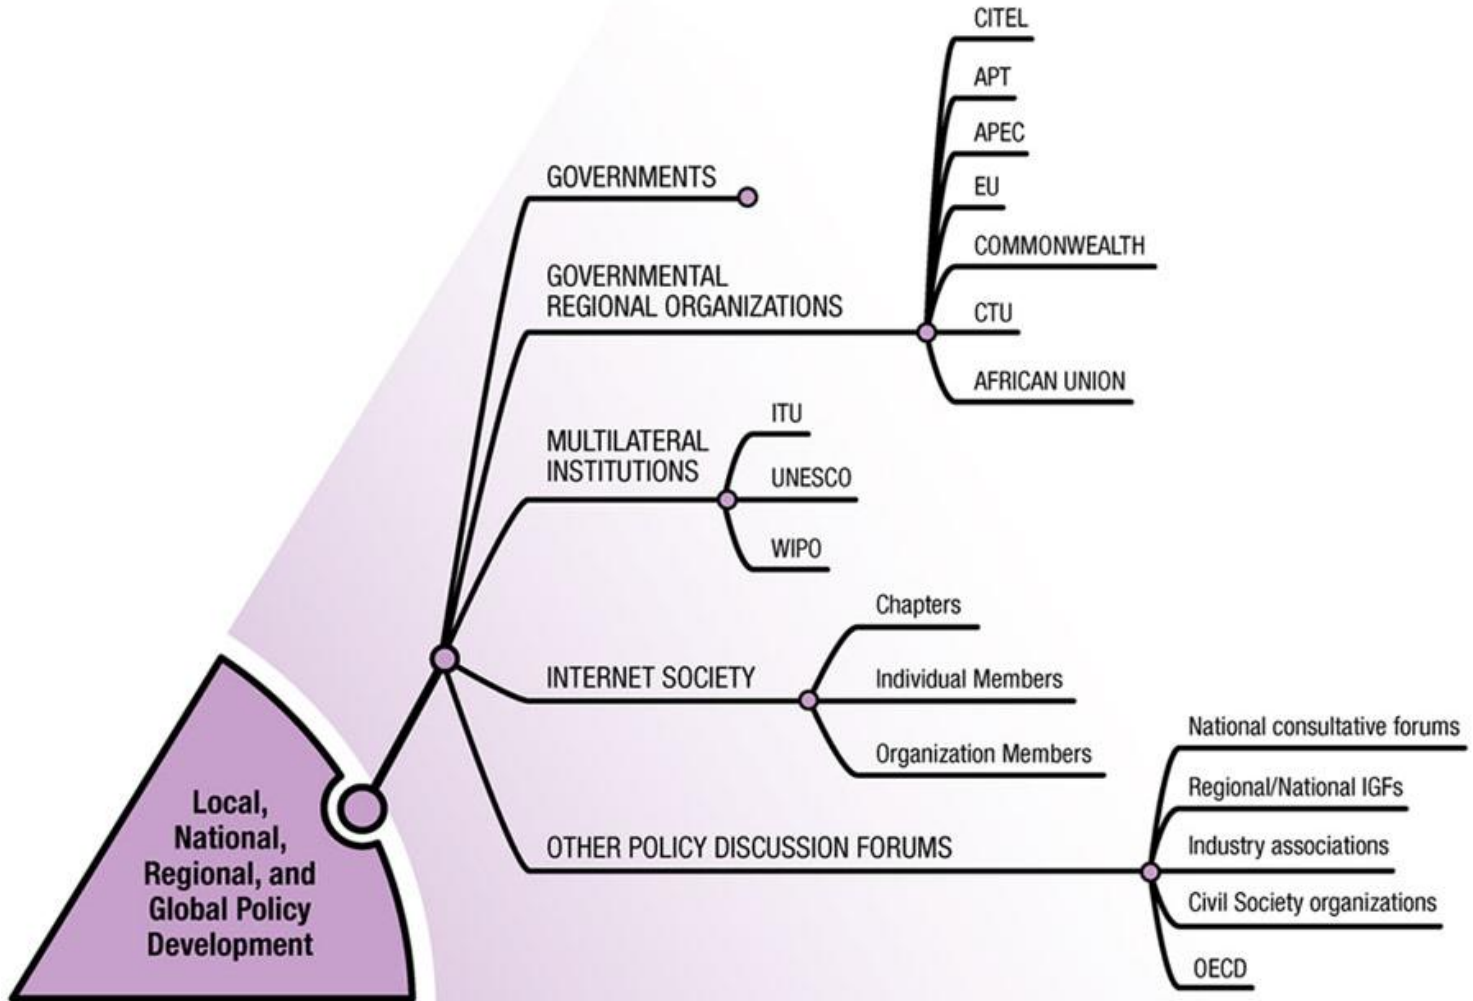 Local,
National,
Regional, and
Global Policy
Development
GOVERNMENTS
GOVERNMENTAL
REGIONAL ORGANIZATIONS
CITEL
APT
APEC
EU
COMMONWEALTH
CTU
AFRICAN UNION
MULTILATERAL
INSTITUTIONS
ITU
UNESCO
WIPO
INTERNET SOCIETY
Chapters
Individual Members
Organization Members
OTHER POLICY DISCUSSION FORUMS
National consultative forums
Regional/National IGFs
Industry associations
Civil Society organizations
OECD